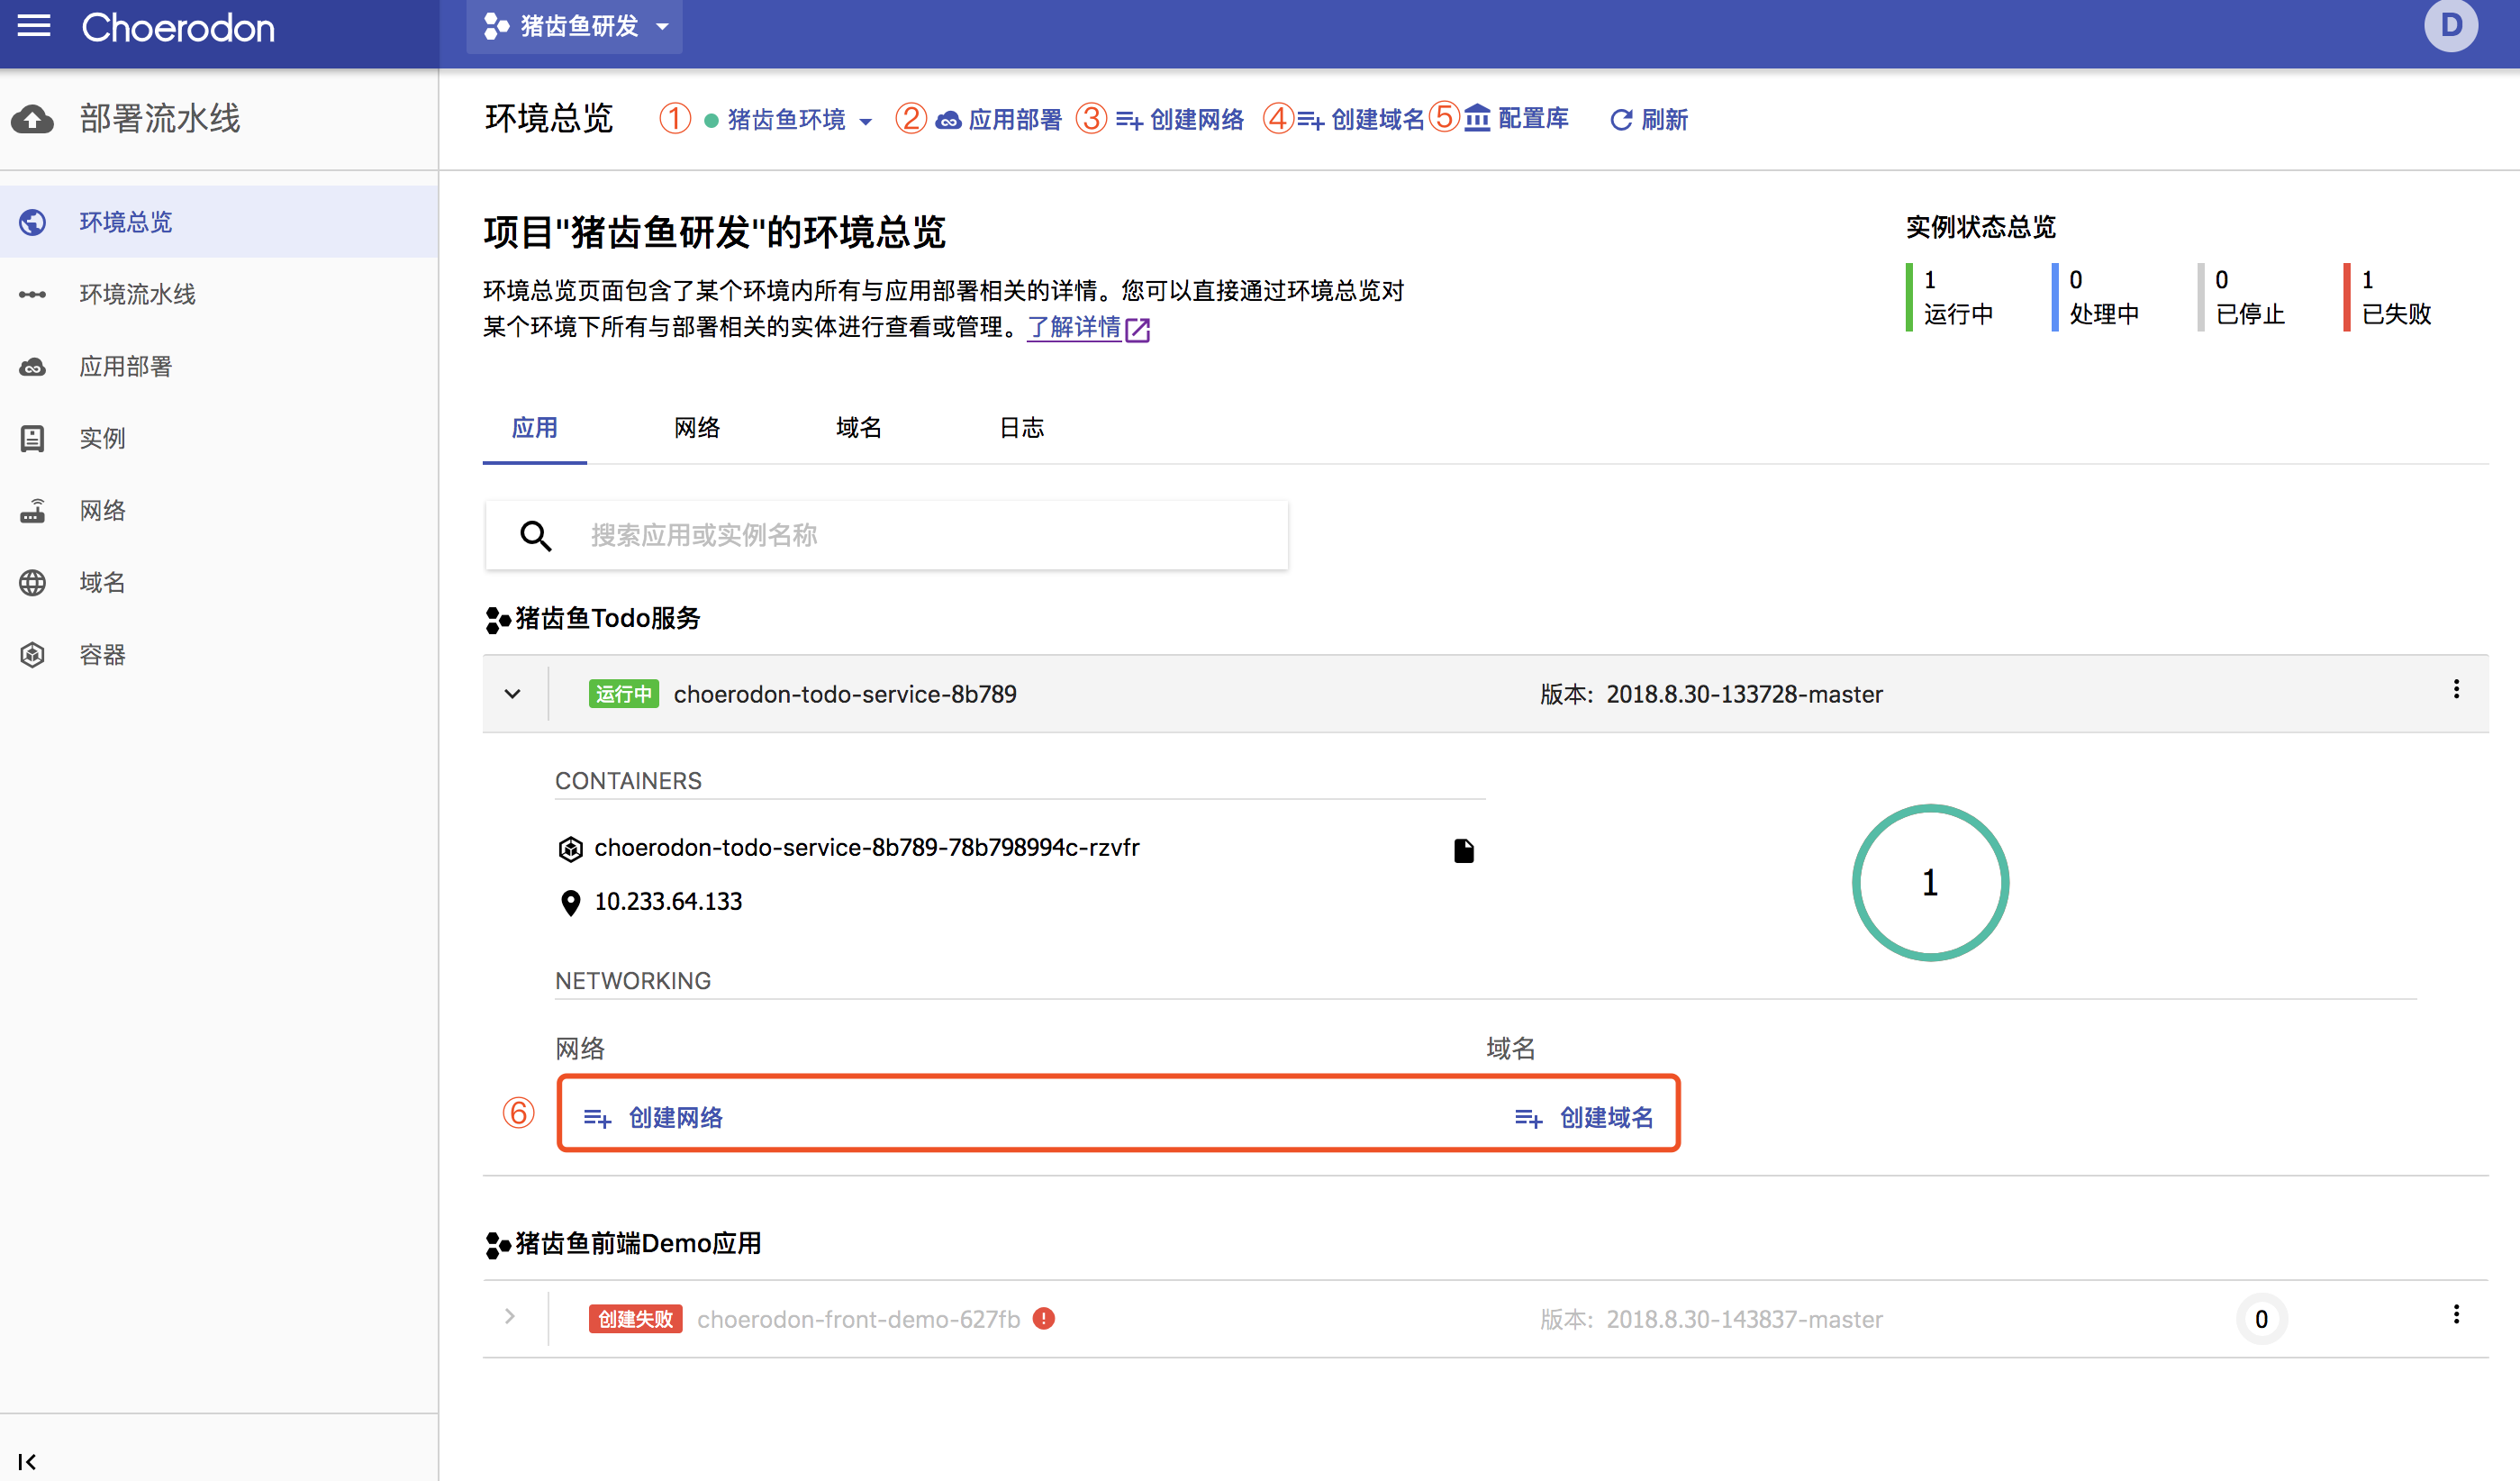 Choerodon
猪齿鱼研发
D
部署流水线
环境总览
环境流水线
应用部署
实例
网络
域名
容器
环境总览 ① 猪齿鱼环境 ② 应用部署 ③ 创建网络 ④ 创建域名 ⑤ 配置库 刷新
项目"猪齿鱼研发"的环境总览
环境总览页面包含了某个环境内所有与应用部署相关的详情。您可以直接通过环境总览对
某个环境下所有与部署相关的实体进行查看或管理。了解详情
实例状态总览
1 0 0 1
运行中 处理中 已停止 已失败
应用 网络 域名 日志
搜索应用或实例名称
猪齿鱼Todo服务
运行中 choerodon-todo-service-8b789 版本: 2018.8.30-133728-master
CONTAINERS
choerodon-todo-service-8b789-78b798994c-rzvfr
10.233.64.133
1
NETWORKING
网络 域名
⑥ 创建网络 创建域名
猪齿鱼前端Demo应用
创建失败 choerodon-front-demo-627fb 版本: 2018.8.30-143837-master 0